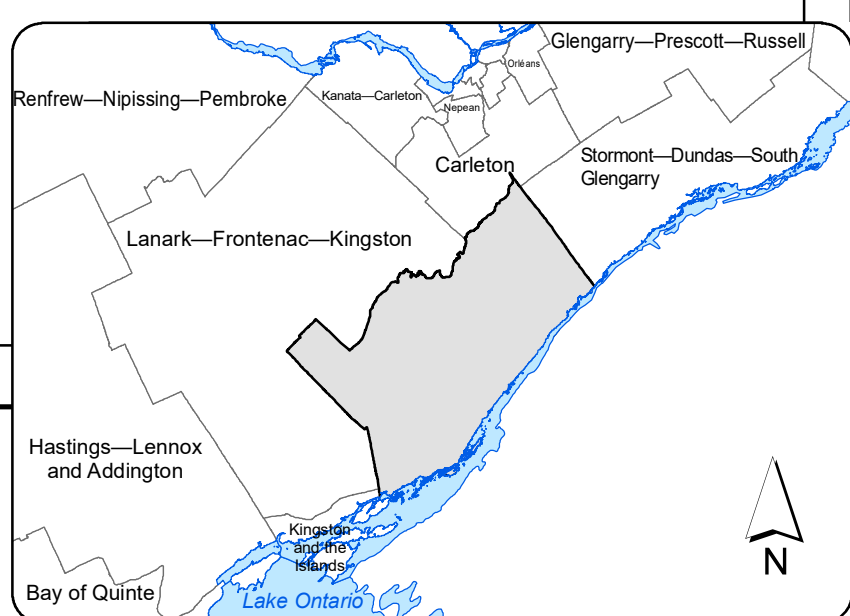 Glengarry—Prescott—Russell
Orléans
Renfrew—Nipissing—Pembroke
Kanata—Carleton
Nepean
Carleton
Stormont—Dundas—South
Glengarry
Lanark—Frontenac—Kingston
Hastings—Lennox
and Addington
Kingston
and the
Islands
N
Bay of Quinte
Lake Ontario